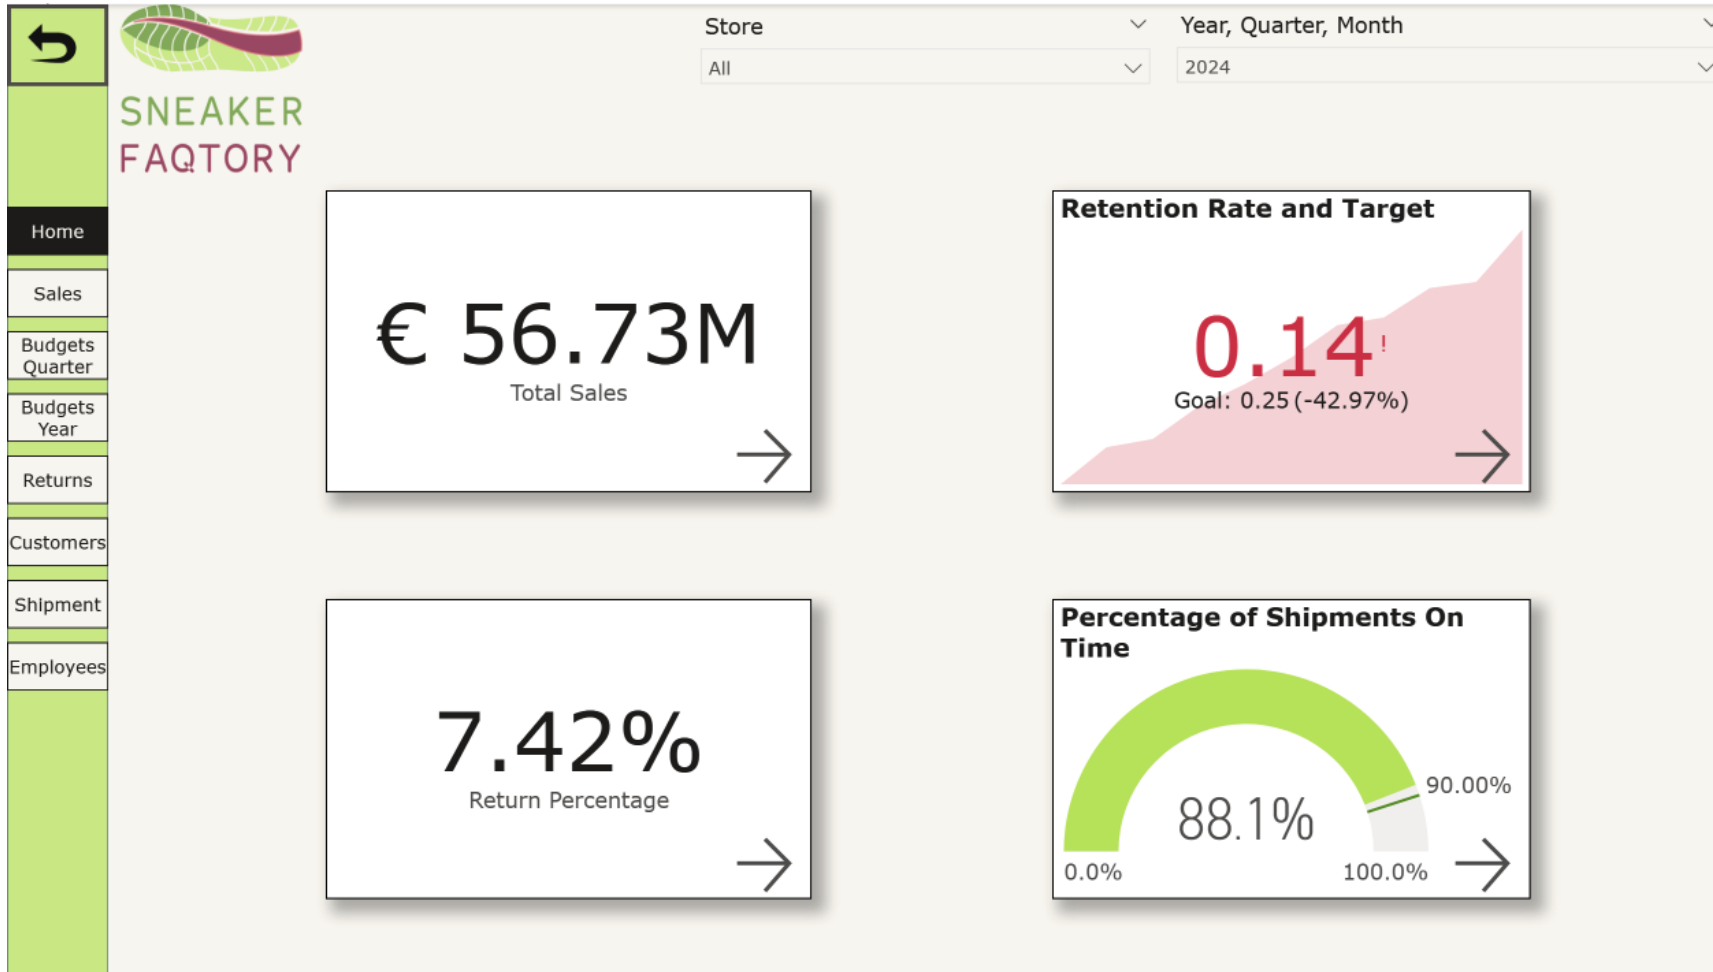 SNEAKER
FAQTORY
Store
All
Year, Quarter, Month
2024
Home
Sales
Budgets
Quarter
Budgets
Year
Returns
Customers
Shipment
Employees
€ 56.73M
Total Sales
Retention Rate and Target
0.14!
Goal: 0.25 (-42.97%)
7.42%
Return Percentage
Percentage of Shipments On
Time
90.00%
88.1%
0.0%
100.0%